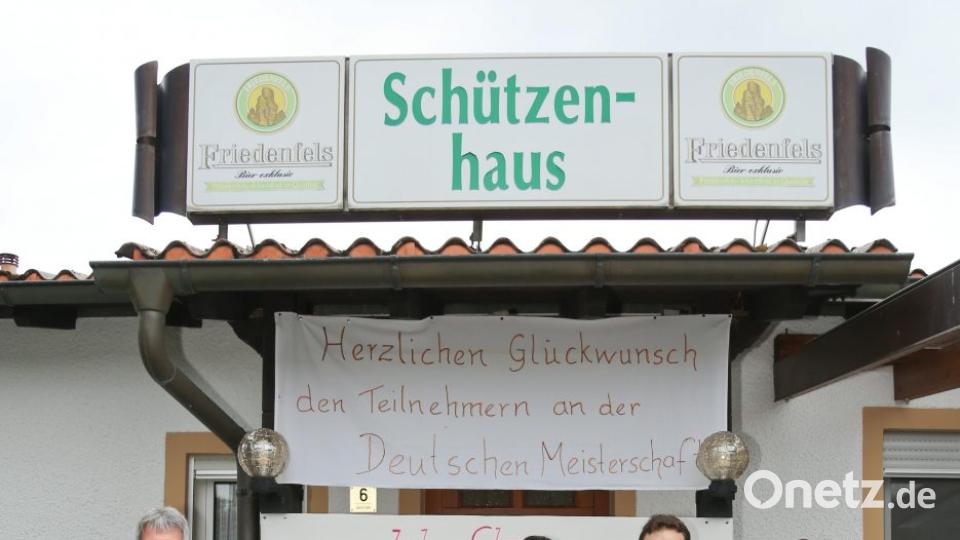 Friedenfels
Bier exklusiv
Schützen-
haus
Friedenfels
Bier exklusiv
Herzlichen Glückwunsch
den Teilnehmern an der
Deutschen Meisterschaft
6
Onetz.de